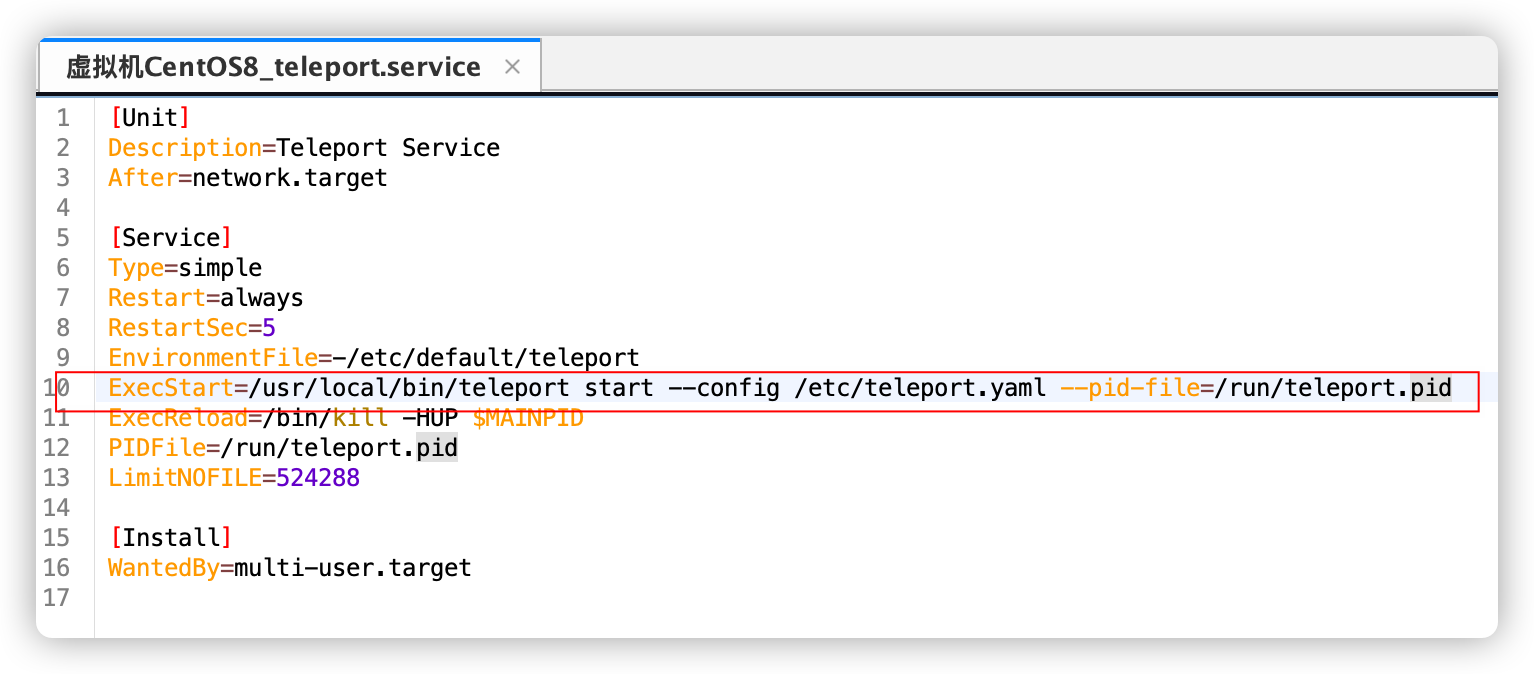 虚拟机CentOS8_teleport.service ×
1 [Unit]
2 Description=Teleport Service
3 After=network.target
4
5 [Service]
6 Type=simple
7 Restart=always
8 RestartSec=5
9 EnvironmentFile=-/etc/default/teleport
10 ExecStart=/usr/local/bin/teleport start --config /etc/teleport.yaml --pid-file=/run/teleport.pid
11 ExecReload=/bin/kill -HUP $MAINPID
12 PIDFile=/run/teleport.pid
13 LimitNOFILE=524288
14
15 [Install]
16 WantedBy=multi-user.target
17